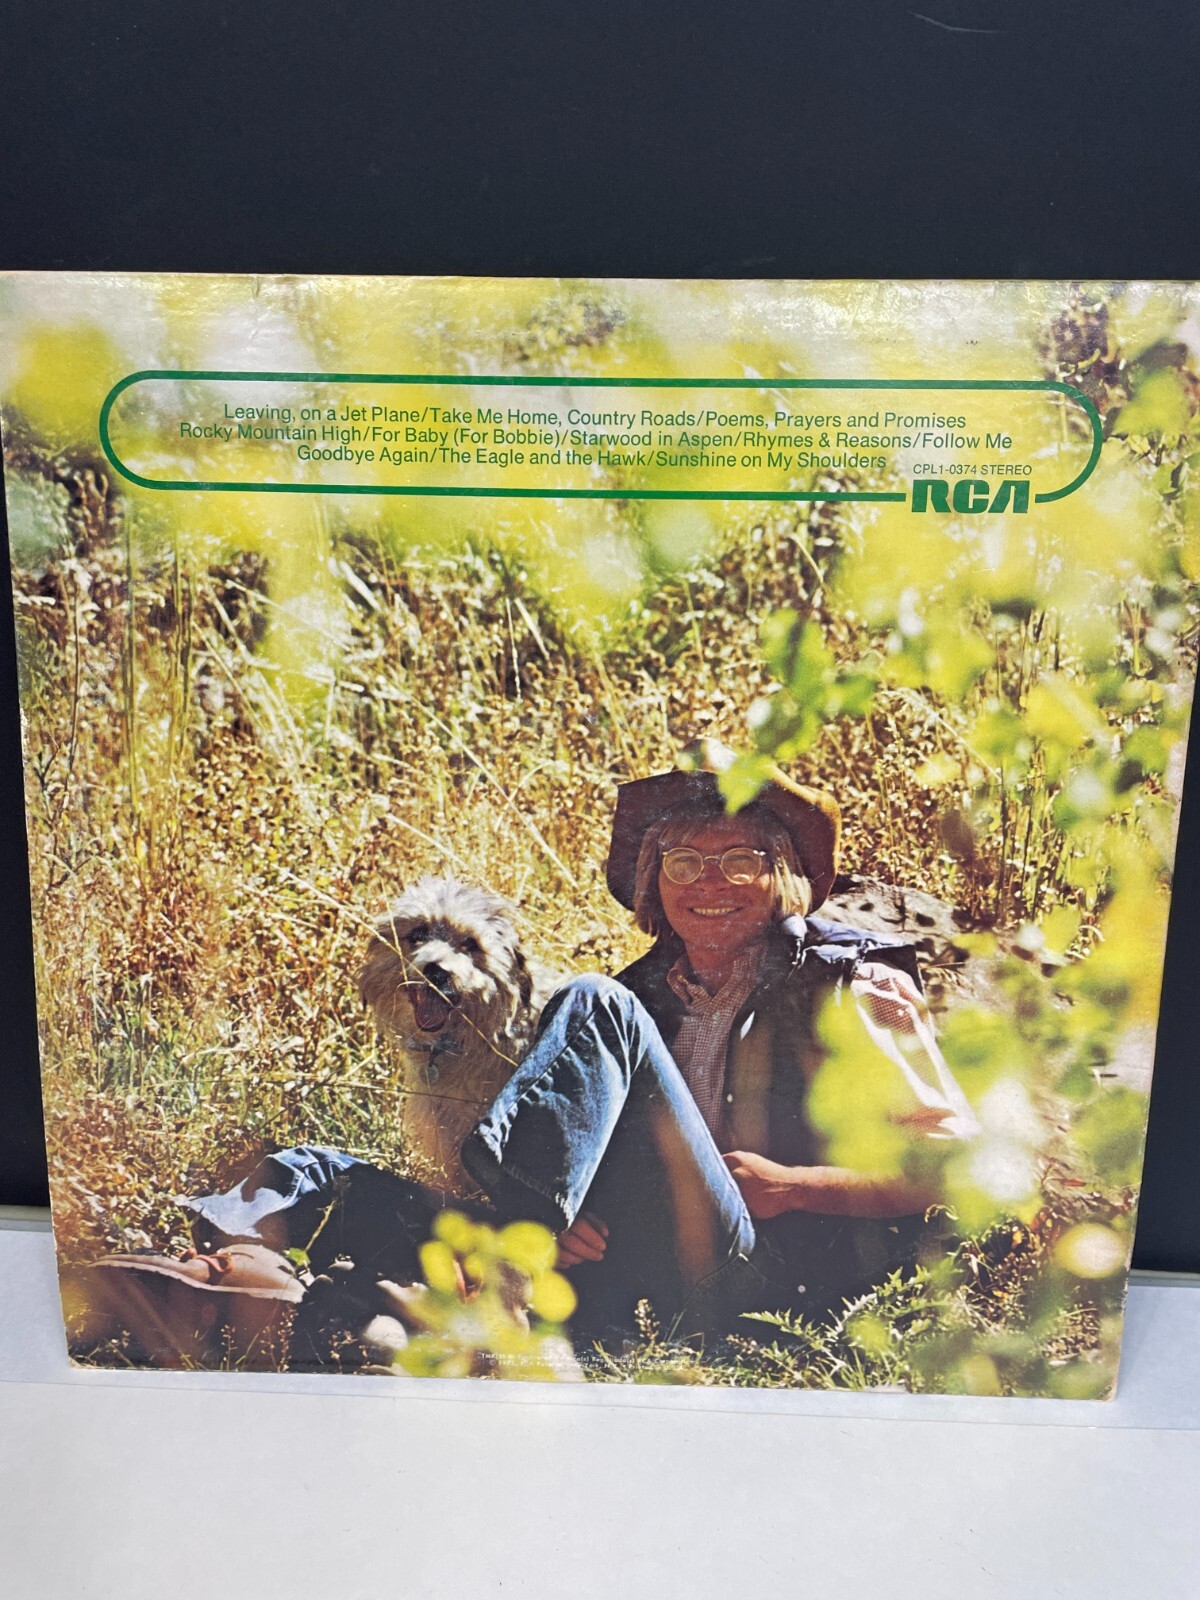 Leaving, on a Jet Plane/Take Me Home, Country Roads/Poems, Prayers and Promises
Rocky Mountain High/For Baby (For Bobbie)/Starwood in Aspen/Rhymes & Reasons/Follow Me
Goodbye Again/The Eagle and the Hawk/Sunshine on My Shoulders
CPL1-0374 STEREO
RCA